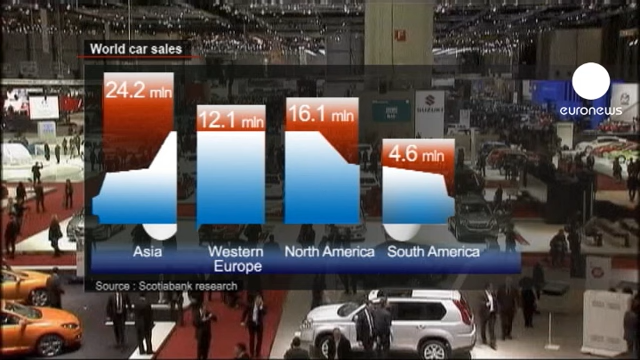 World car sales
24.2 mln
12.1 mln
16.1 mln
4.6 mln
SUZUKI
euronews
Asia
Western
Europe
North America
South America
Source : Scotiabank research